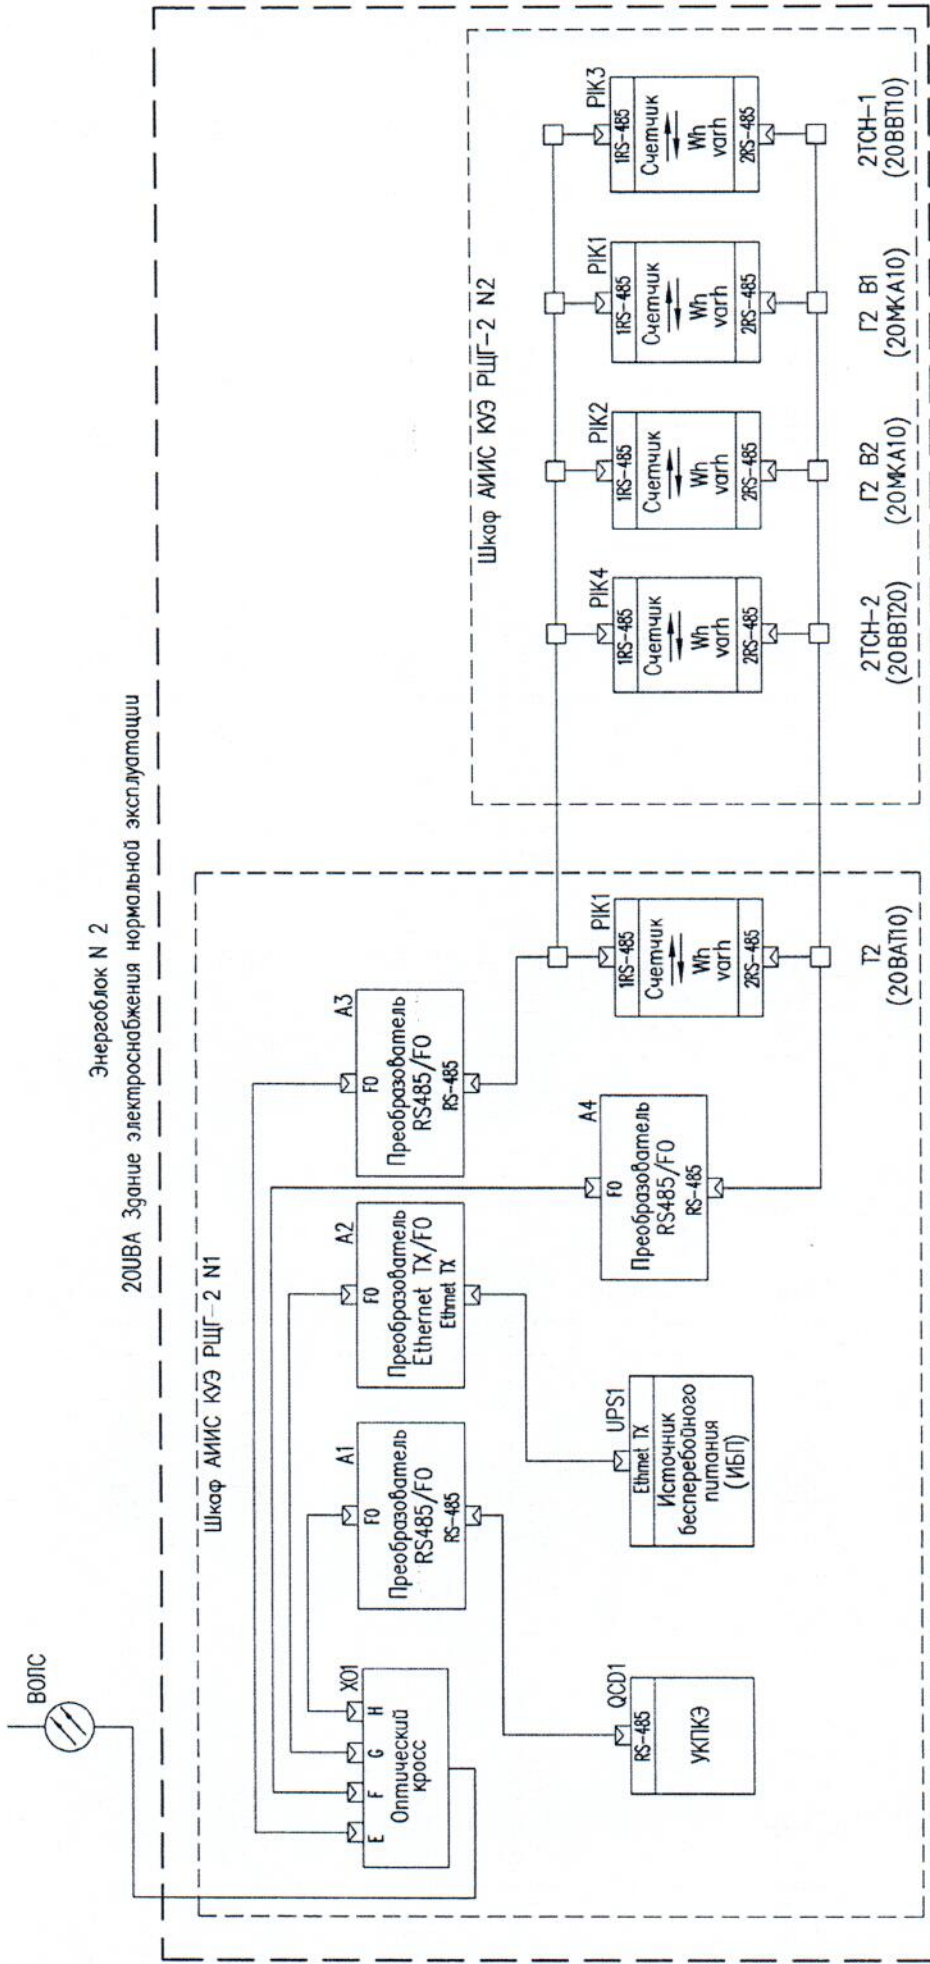 Энергоблок N 2
20UBA Здание электроснабжения нормальной эксплуатации
ВОЛС
Шкаф АИИС КУЭ РЩГ-2 N1
X01
E
F
G
H
Оптический
кросс
A1
FO
Преобразователь
RS485/FO
RS-485
A2
FO
Преобразователь
Ethernet TX/FO
Ethrnet TX
A3
FO
Преобразователь
RS485/FO
RS-485
A4
FO
Преобразователь
RS485/FO
RS-485
QCD1
RS-485
УКПКЭ
UPS1
Ethrnet TX
Источник
бесперебойного
питания
(ИБП)
PIK1
1RS-485
Счетчик
Wh
varh
2RS-485
T2
(20BAT10)
Шкаф АИИС КУЭ РЩГ-2 N2
PIK4
1RS-485
Счетчик
Wh
varh
2RS-485
2ТСН-2
(20BBT20)
PIK2
1RS-485
Счетчик
Wh
varh
2RS-485
Г2 В2
(20MKA10)
PIK1
1RS-485
Счетчик
Wh
varh
2RS-485
Г2 В1
(20MKA10)
PIK3
1RS-485
Счетчик
Wh
varh
2RS-485
2ТСН-1
(20BBT10)